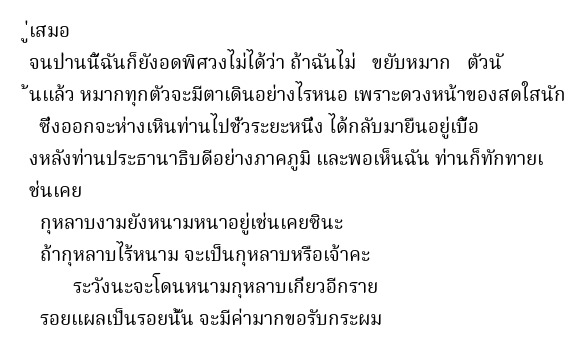 ู่เสมอ
จนปานนี้ฉันก็ยังอดพิศวงไม่ได้ว่า ถ้าฉันไม่ ขยับหมาก ตัวนั
้นแล้ว หมากทุกตัวจะมีตาเดินอย่างไรหนอ เพราะดวงหน้าของสดใสนัก
ซึ่งออกจะห่างเหินท่านไปชั่วระยะหนึ่ง ได้กลับมายืนอยู่เบื้อ
งหลังท่านประธานาธิบดีอย่างภาคภูมิ และพอเห็นฉัน ท่านก็ทักทายเ
ช่นเคย
กุหลาบงามยังหนามหนาอยู่เช่นเคยซินะ
ถ้ากุหลาบไร้หนาม จะเป็นกุหลาบหรือเจ้าคะ
ระวังนะจะโดนหนามกุหลาบเกี่ยวอีกราย
รอยแผลเป็นรอยนั้น จะมีค่ามากขอรับกระผม